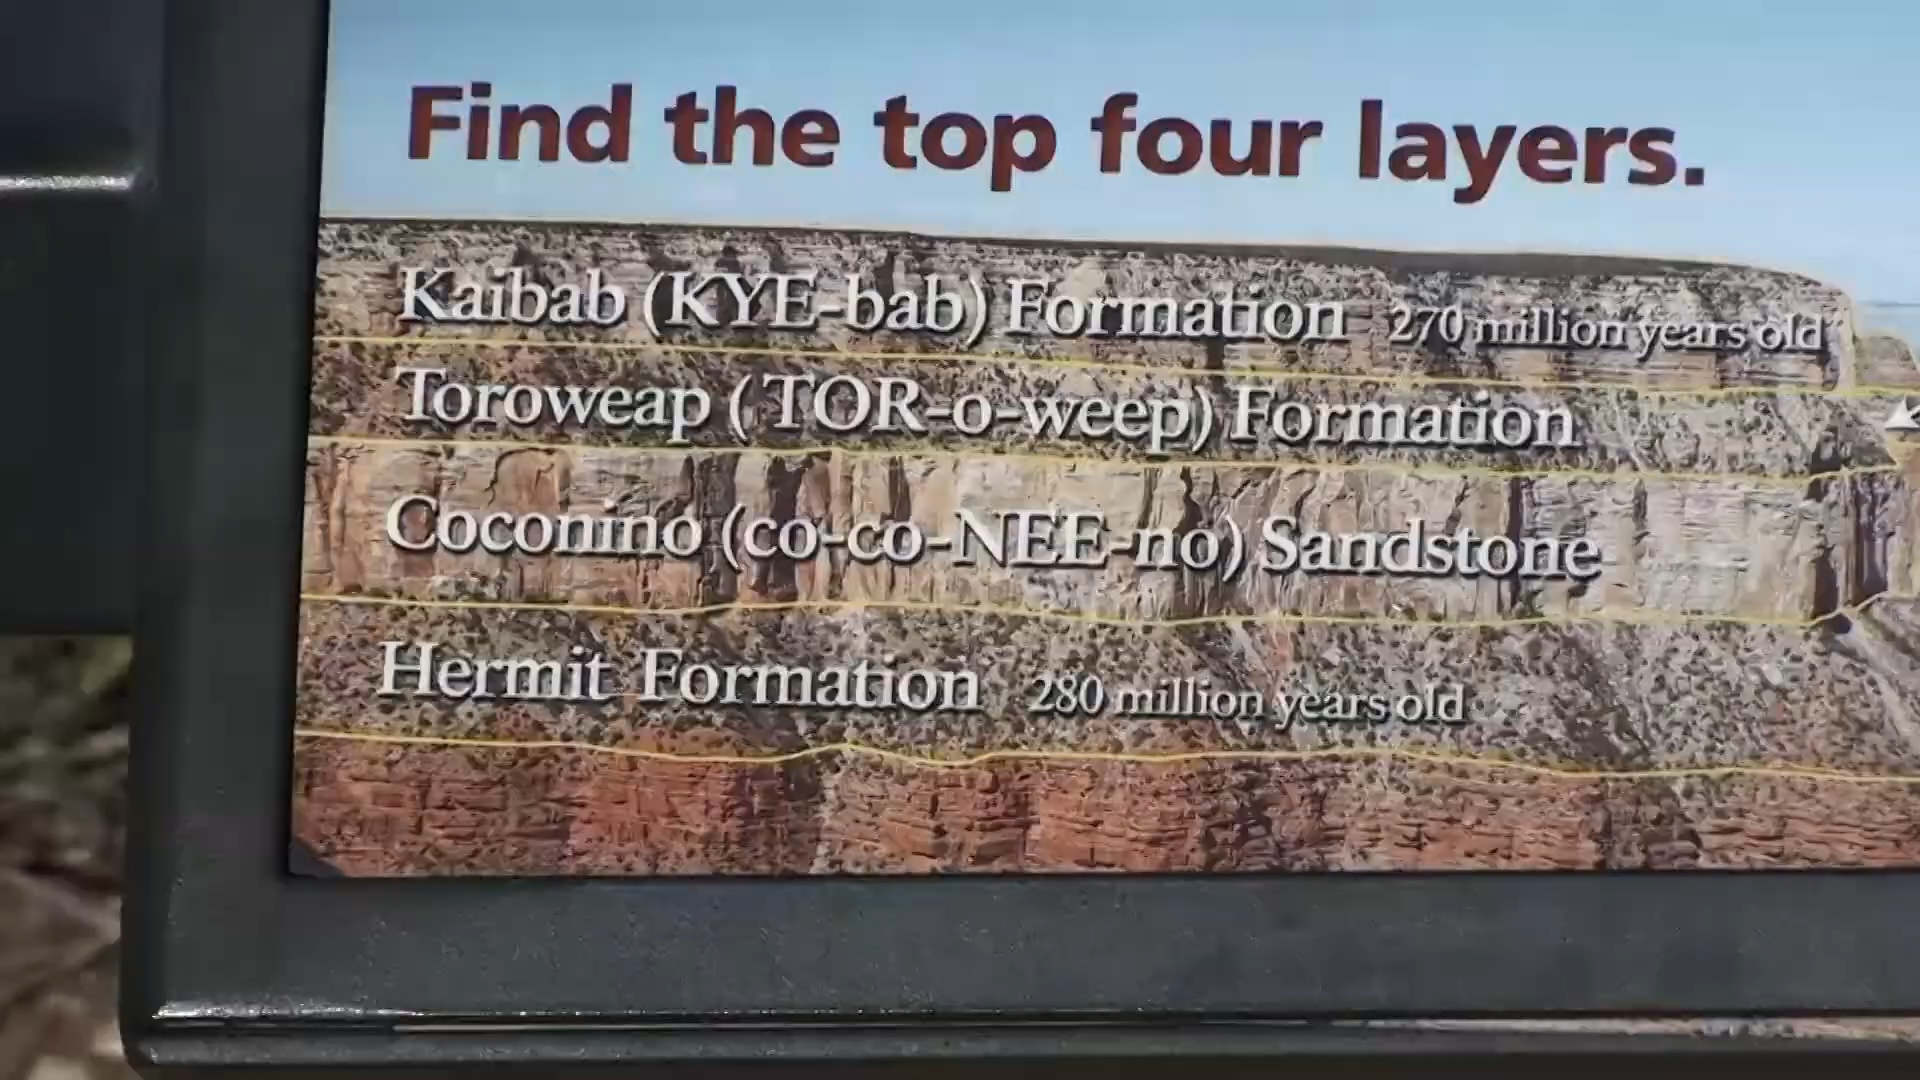 Find the top four layers.
Kaibab (KYE-bab) Formation 270 million years old
Toroweap (TOR-o-weep) Formation
Coconino (co-co-NEE-no) Sandstone
Hermit Formation 280 million years old